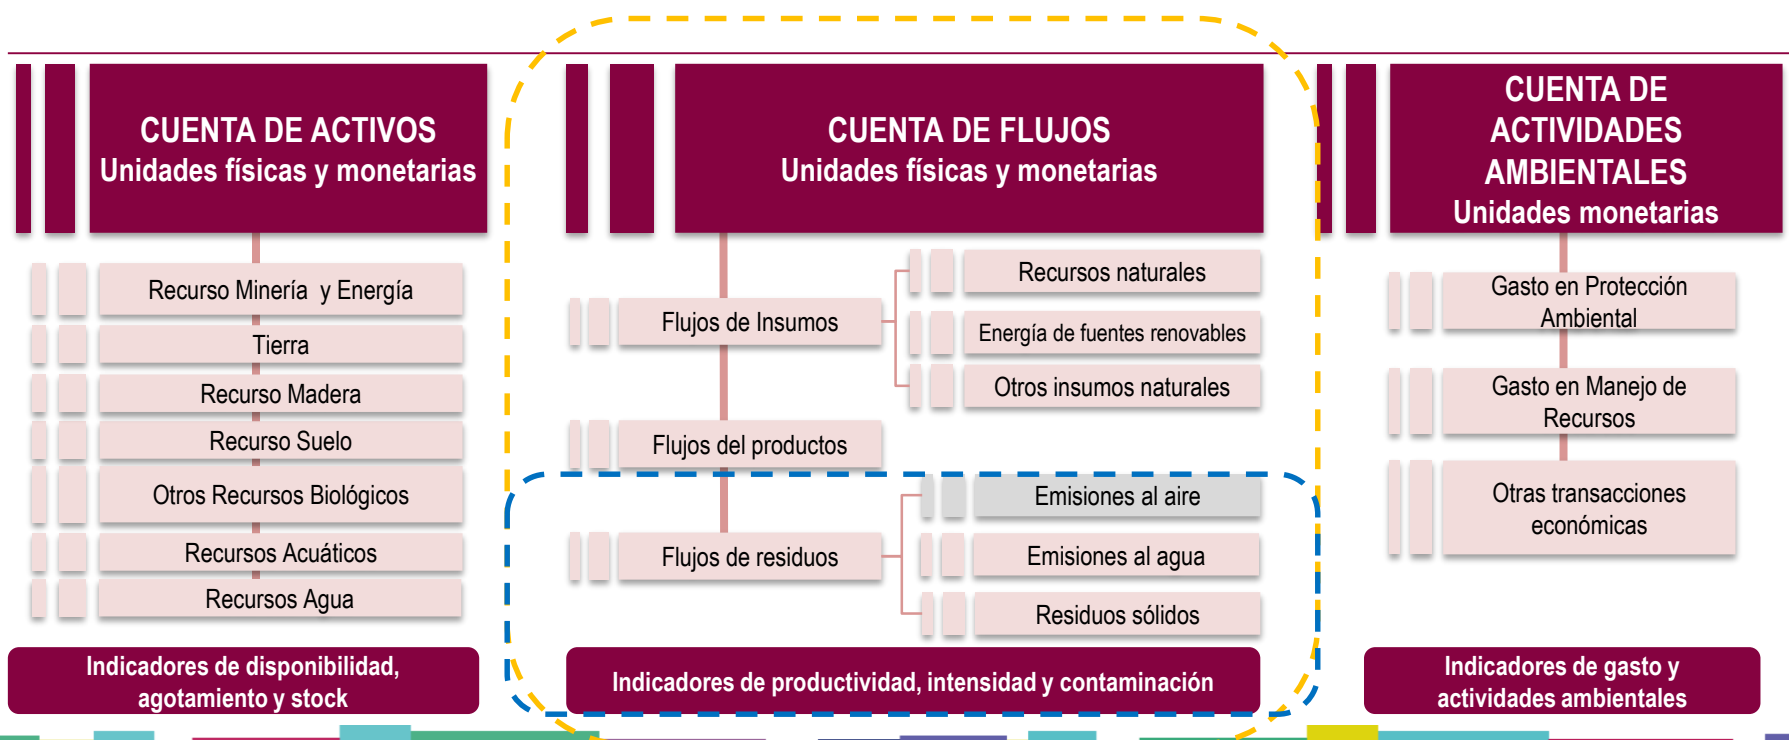 CUENTA DE ACTIVOS
Unidades físicas y monetarias
Recurso Minería y Energía
Tierra
Recurso Madera
Recurso Suelo
Otros Recursos Biológicos
Recursos Acuáticos
Recursos Agua
Indicadores de disponibilidad,
agotamiento y stock
CUENTA DE FLUJOS
Unidades físicas y monetarias
Flujos de Insumos
Recursos naturales
Energía de fuentes renovables
Otros insumos naturales
Flujos del productos
Flujos de residuos
Emisiones al aire
Emisiones al agua
Residuos sólidos
Indicadores de productividad, intensidad y contaminación
CUENTA DE
ACTIVIDADES
AMBIENTALES
Unidades monetarias
Gasto en Protección
Ambiental
Gasto en Manejo de
Recursos
Otras transacciones
económicas
Indicadores de gasto y
actividades ambientales